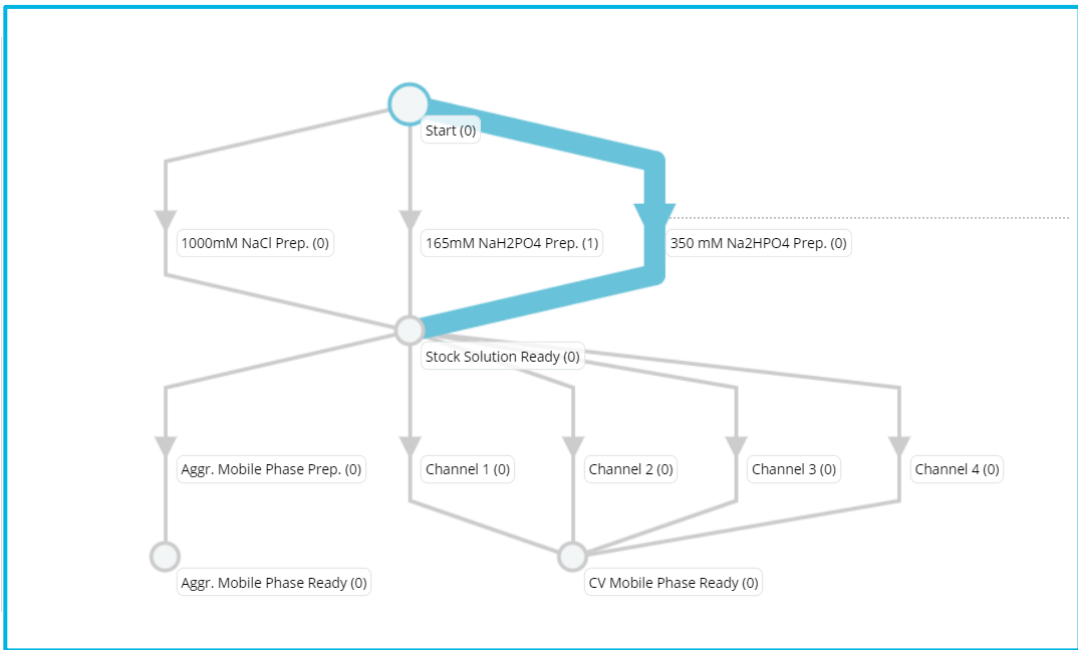 Start (0)
1000mM NaCl Prep. (0)
165mM NaH2PO4 Prep. (1)
350 mM Na2HPO4 Prep. (0)
Stock Solution Ready (0)
Aggr. Mobile Phase Prep. (0)
Channel 1 (0)
Channel 2 (0)
Channel 3 (0)
Channel 4 (0)
Aggr. Mobile Phase Ready (0)
CV Mobile Phase Ready (0)